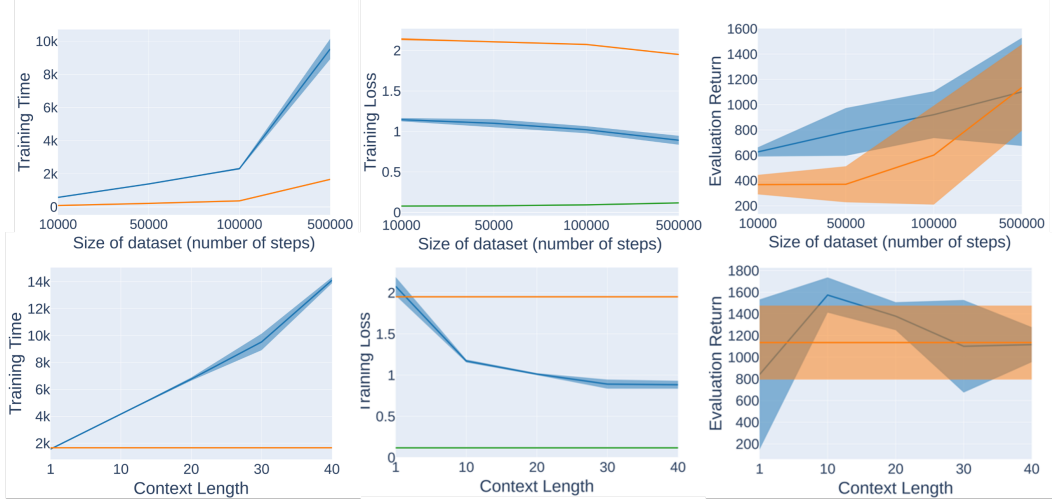 10k
8k
6k
4k
2k
0
Training Time
10000 50000 100000 500000
Size of dataset (number of steps)
2
1.5
1
0.5
0
Training Loss
10000 50000 100000 500000
Size of dataset (number of steps)
1600
1400
1200
1000
800
600
400
200
Evaluation Return
10000 50000 100000 500000
Size of dataset (number of steps)
14k
12k
10k
8k
6k
4k
2k
Training Time
1 10 20 30 40
Context Length
2
1.5
1
0.5
0
Training Loss
1 10 20 30 40
Context Length
1800
1600
1400
1200
1000
800
600
400
200
Evaluation Return
1 10 20 30 40
Context Length